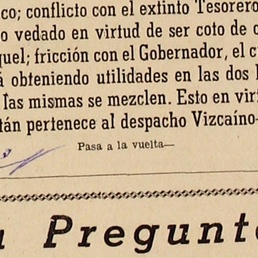 co; conflicto con el extinto Tesorero
o vedado en virtud de ser coto de c
quel; fricción con el Gobernador, el c
á obteniendo utilidades en las dos
las mismas se mezclen. Esto en virt
tán pertenece al despacho Vizcaíno-
Pasa a la vuelta—
a Pregunt